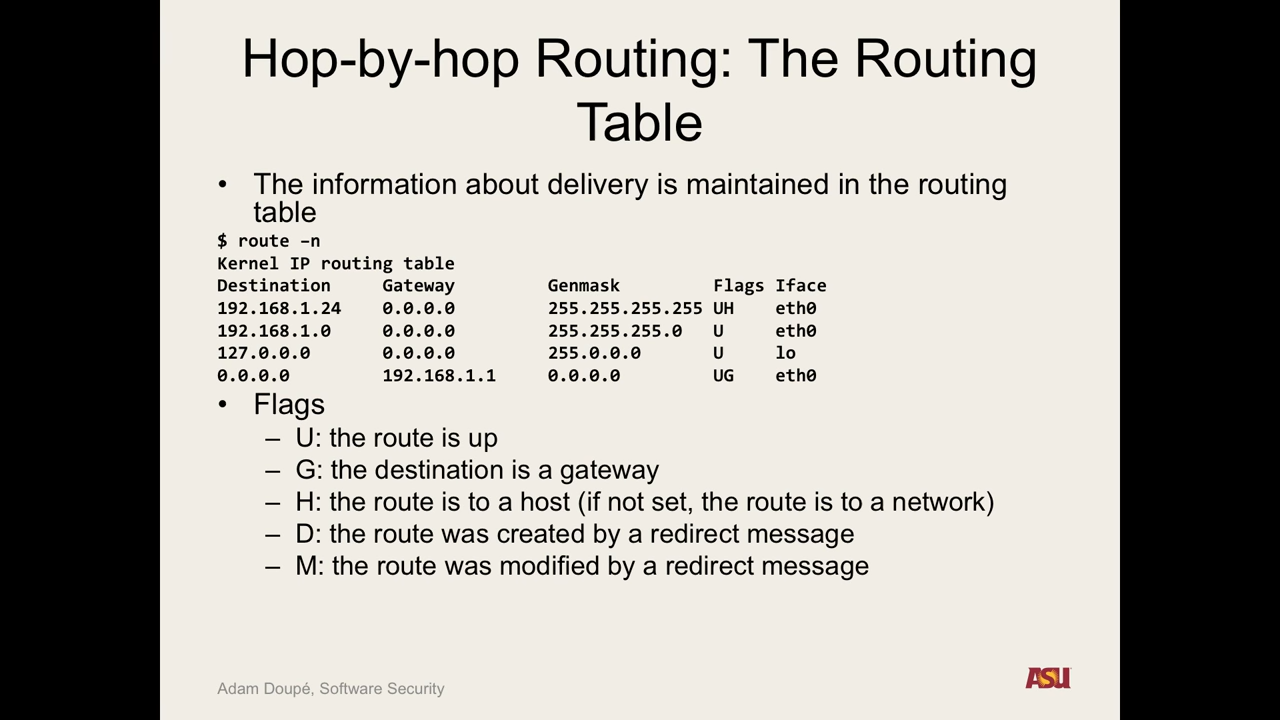 Hop-by-hop Routing: The Routing
Table
• The information about delivery is maintained in the routing
table
$ route –n
Kernel IP routing table
Destination Gateway Genmask Flags Iface
192.168.1.24 0.0.0.0 255.255.255.255 UH eth0
192.168.1.0 0.0.0.0 255.255.255.0 U eth0
127.0.0.0 0.0.0.0 255.0.0.0 U lo
0.0.0.0 192.168.1.1 0.0.0.0 UG eth0
• Flags
– U: the route is up
– G: the destination is a gateway
– H: the route is to a host (if not set, the route is to a network)
– D: the route was created by a redirect message
– M: the route was modified by a redirect message
Adam Doupé, Software Security
ASU